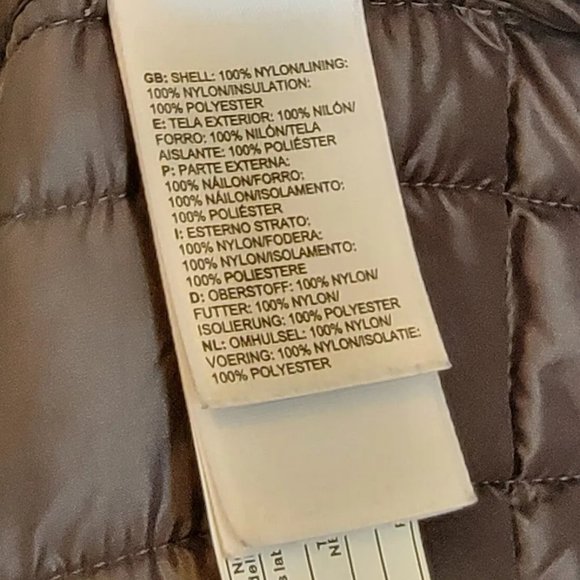 GB: SHELL: 100% NYLON/LINING:
100% NYLON/INSULATION:
100% POLYESTER
E: TELA EXTERIOR: 100% NILÓN/
FORRO: 100% NILÓN/TELA
AISLANTE: 100% POLIÉSTER
P: PARTE EXTERNA:
100% NÁILON/FORRO:
100% NÁILON/ISOLAMENTO:
100% POLIÉSTER
I: ESTERNO STRATO:
100% NYLON/FODERA:
100% NYLON/ISOLAMENTO:
100% POLIESTERE
D: OBERSTOFF: 100% NYLON/
FUTTER: 100% NYLON/
ISOLIERUNG: 100% POLYESTER
NL: OMHULSEL: 100% NYLON/
VOERING: 100% NYLON/ISOLATIE:
100% POLYESTER